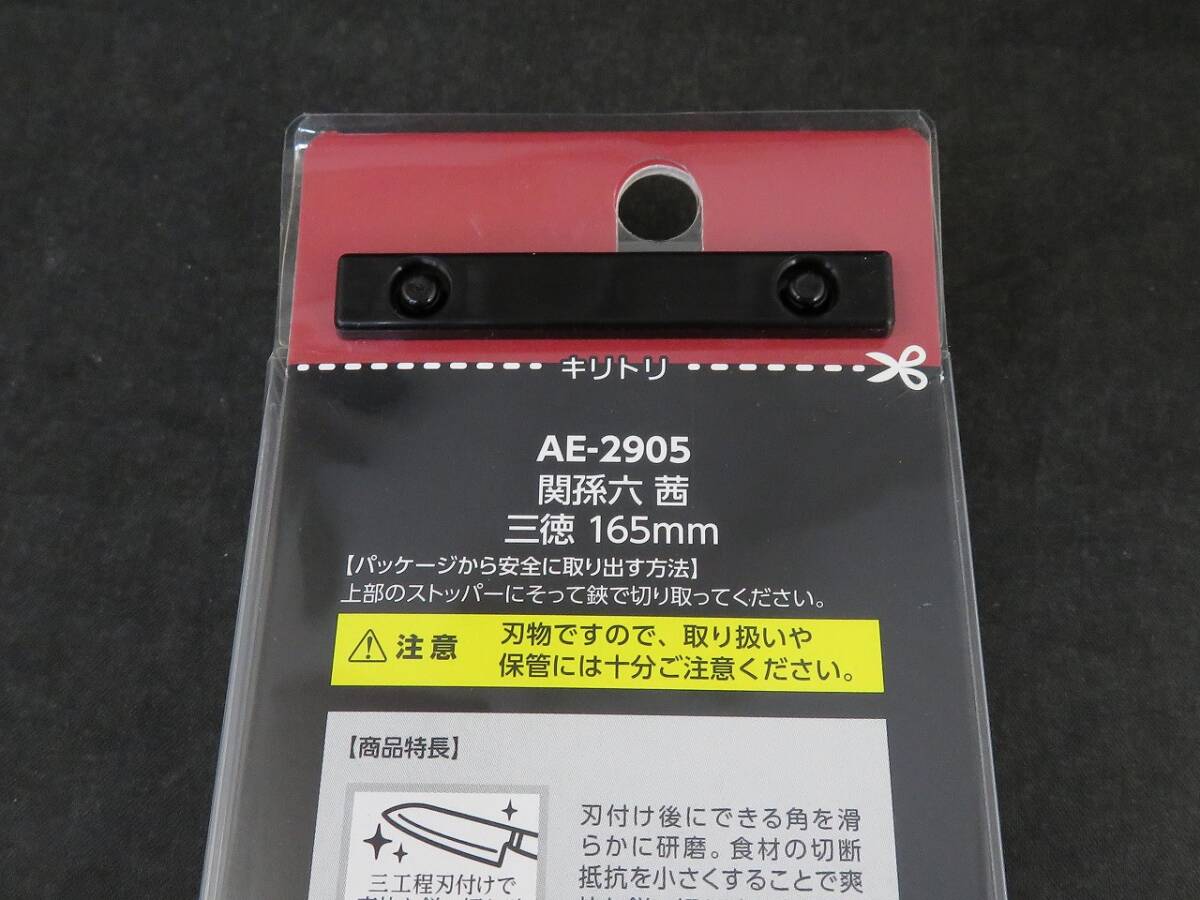 キリトリ
AE-2905
関孫六 茜
三徳 165mm
【パッケージから安全に取り出す方法】
上部のストッパーにそって鋏で切り取ってください。
注意
刃物ですので、取り扱いや
保管には十分ご注意ください。
【商品特長】
刃付け後にできる角を滑
らかに研磨。食材の切断
抵抗を小さくすることで爽
三工程刃付けで